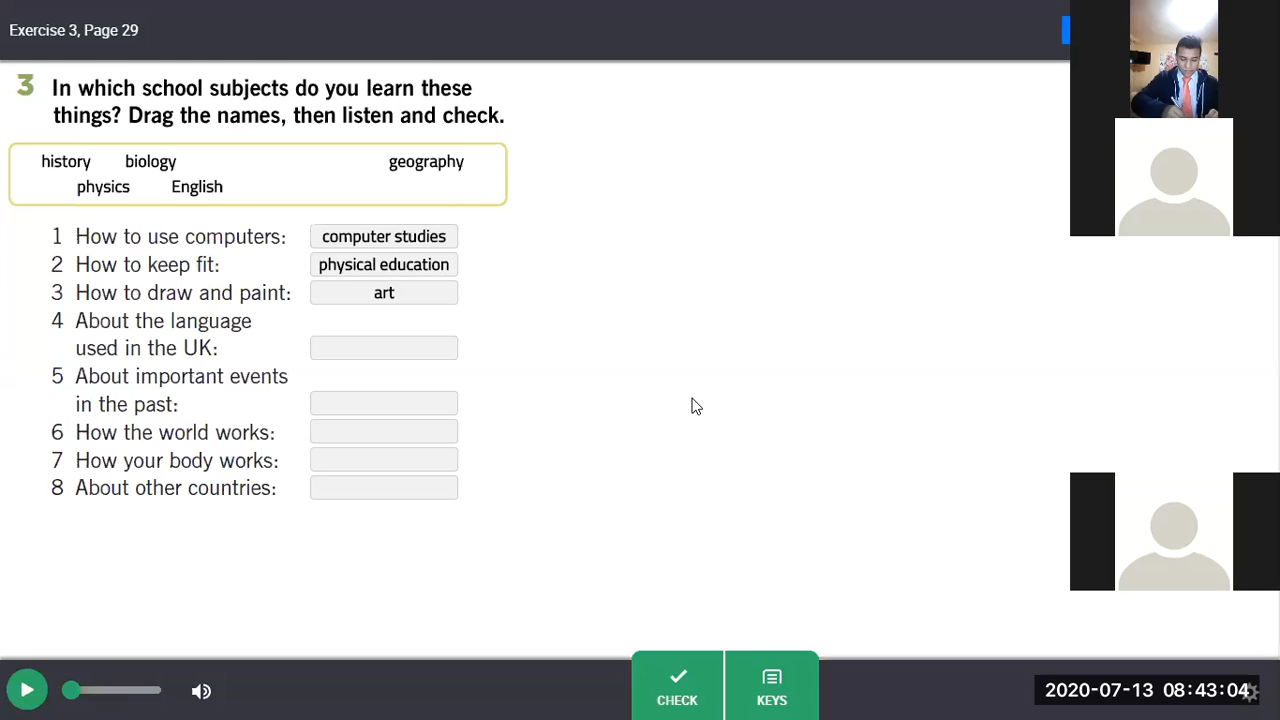 Exercise 3, Page 29
3 In which school subjects do you learn these
things? Drag the names, then listen and check.
history biology geography
physics English
1 How to use computers: computer studies
2 How to keep fit: physical education
3 How to draw and paint: art
4 About the language
used in the UK:
5 About important events
in the past:
6 How the world works:
7 How your body works:
8 About other countries:
CHECK KEYS
2020-07-13 08:43:04